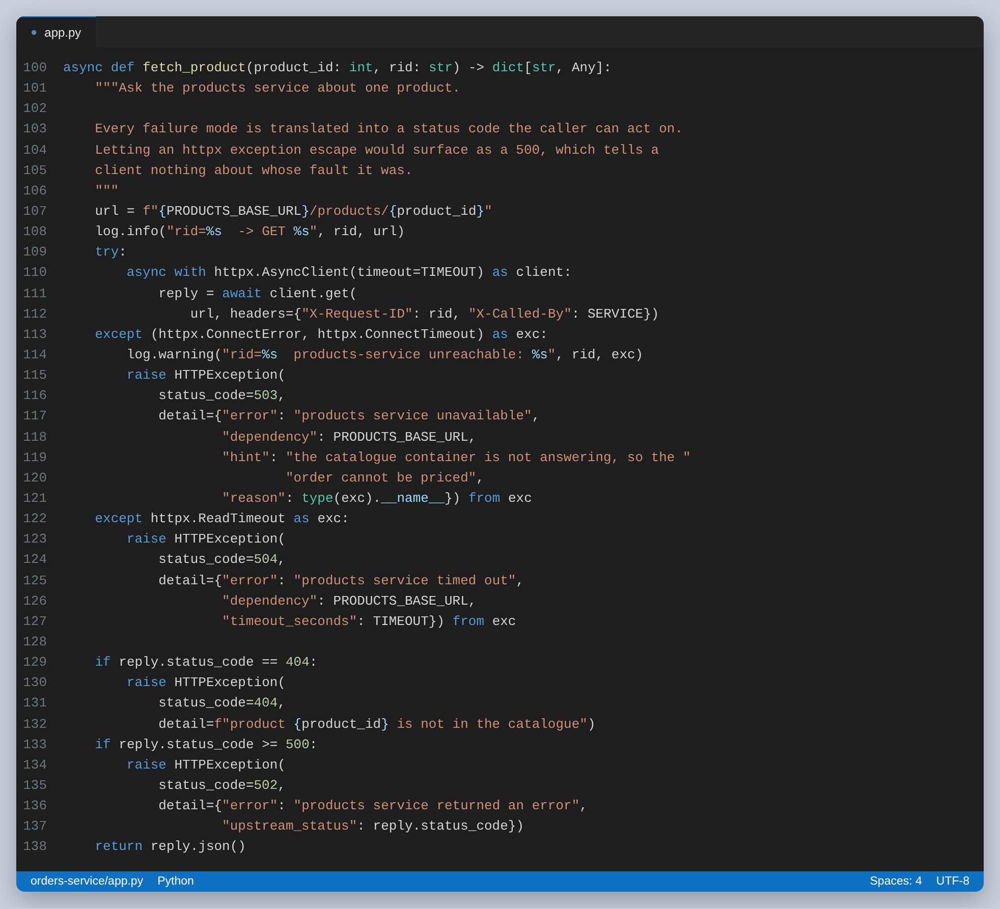 app.py
100 async def fetch_product(product_id: int, rid: str) -> dict[str, Any]:
101     """Ask the products service about one product.
102
103     Every failure mode is translated into a status code the caller can act on.
104     Letting an httpx exception escape would surface as a 500, which tells a
105     client nothing about whose fault it was.
106     """
107     url = f"{PRODUCTS_BASE_URL}/products/{product_id}"
108     log.info("rid=%s  -> GET %s", rid, url)
109     try:
110         async with httpx.AsyncClient(timeout=TIMEOUT) as client:
111             reply = await client.get(
112                 url, headers={"X-Request-ID": rid, "X-Called-By": SERVICE})
113     except (httpx.ConnectError, httpx.ConnectTimeout) as exc:
114         log.warning("rid=%s  products-service unreachable: %s", rid, exc)
115         raise HTTPException(
116             status_code=503,
117             detail={"error": "products service unavailable",
118                     "dependency": PRODUCTS_BASE_URL,
119                     "hint": "the catalogue container is not answering, so the "
120                             "order cannot be priced",
121                     "reason": type(exc).__name__}) from exc
122     except httpx.ReadTimeout as exc:
123         raise HTTPException(
124             status_code=504,
125             detail={"error": "products service timed out",
126                     "dependency": PRODUCTS_BASE_URL,
127                     "timeout_seconds": TIMEOUT}) from exc
128
129     if reply.status_code == 404:
130         raise HTTPException(
131             status_code=404,
132             detail=f"product {product_id} is not in the catalogue")
133     if reply.status_code >= 500:
134         raise HTTPException(
135             status_code=502,
136             detail={"error": "products service returned an error",
137                     "upstream_status": reply.status_code})
138     return reply.json()
orders-service/app.py Python Spaces: 4 UTF-8